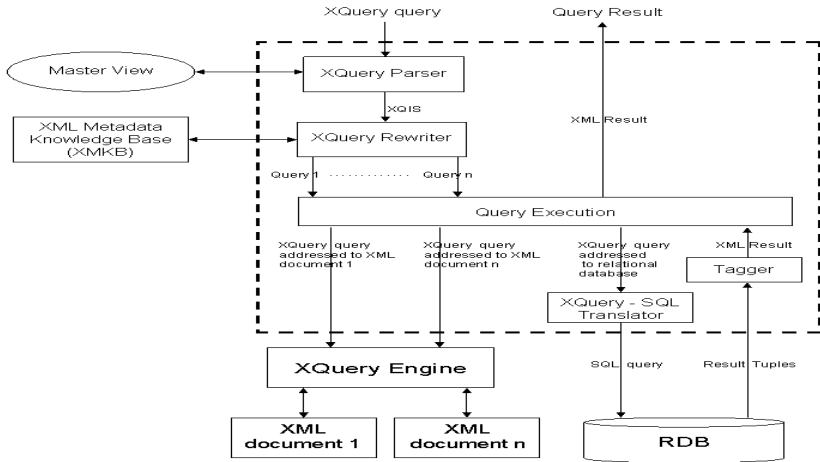 XQuery query
Query Result
Master View
XQuery Parser
XQIS
XML Metadata
Knowledge Base
(XMKB)
XQuery Rewriter
XML Result
Query 1 ............. Query n
Query Execution
XQuery query
addressed to XML
document 1
XQuery query
addressed to XML
document n
XQuery query
addressed
to relational
database
XML Result
Tagger
XQuery - SQL
Translator
XQuery Engine
SQL query
Result Tuples
XML
document 1
XML
document n
RDB